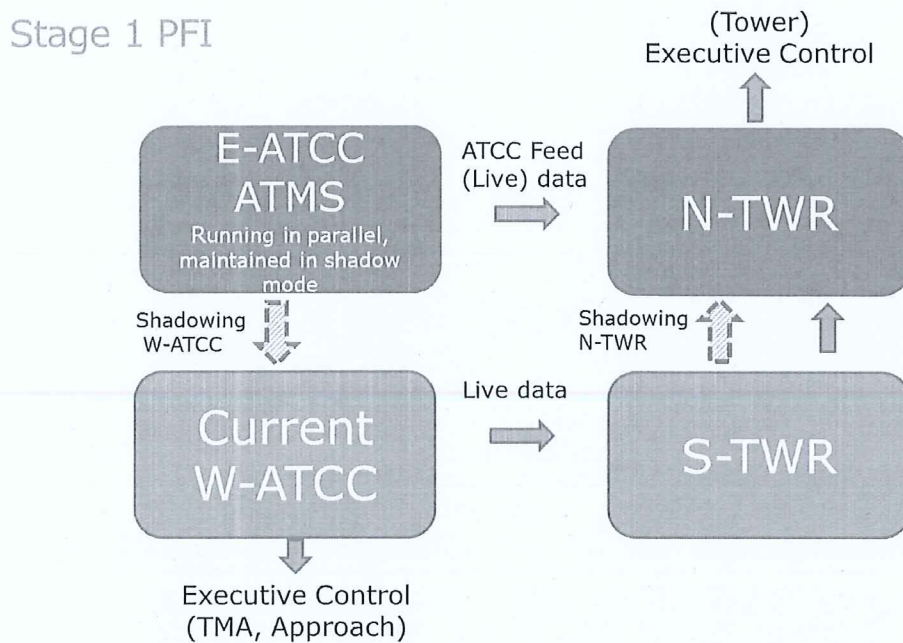 Stage 1 PFI
(Tower)
Executive Control
E-ATCC
ATMS
Running in parallel,
maintained in shadow
mode
ATCC Feed
(Live) data
N-TWR
Shadowing
W-ATCC
Shadowing
N-TWR
Current
W-ATCC
Live data
S-TWR
Executive Control
(TMA, Approach)